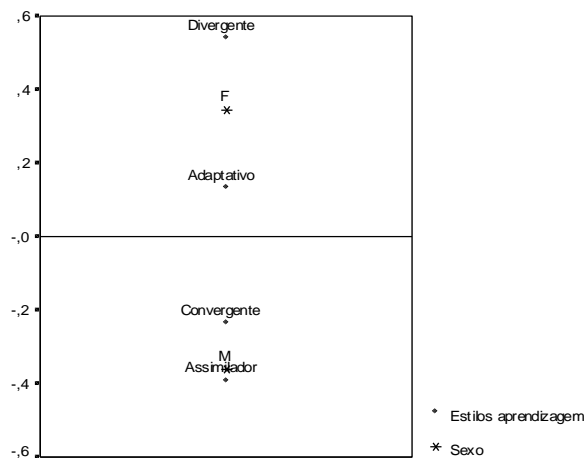 ,6
Divergente
,4
F
,2
Adaptativo
-,0
-,2
Convergente
M
Assimilador
-,4
Estilos aprendizagem
Sexo
-,6